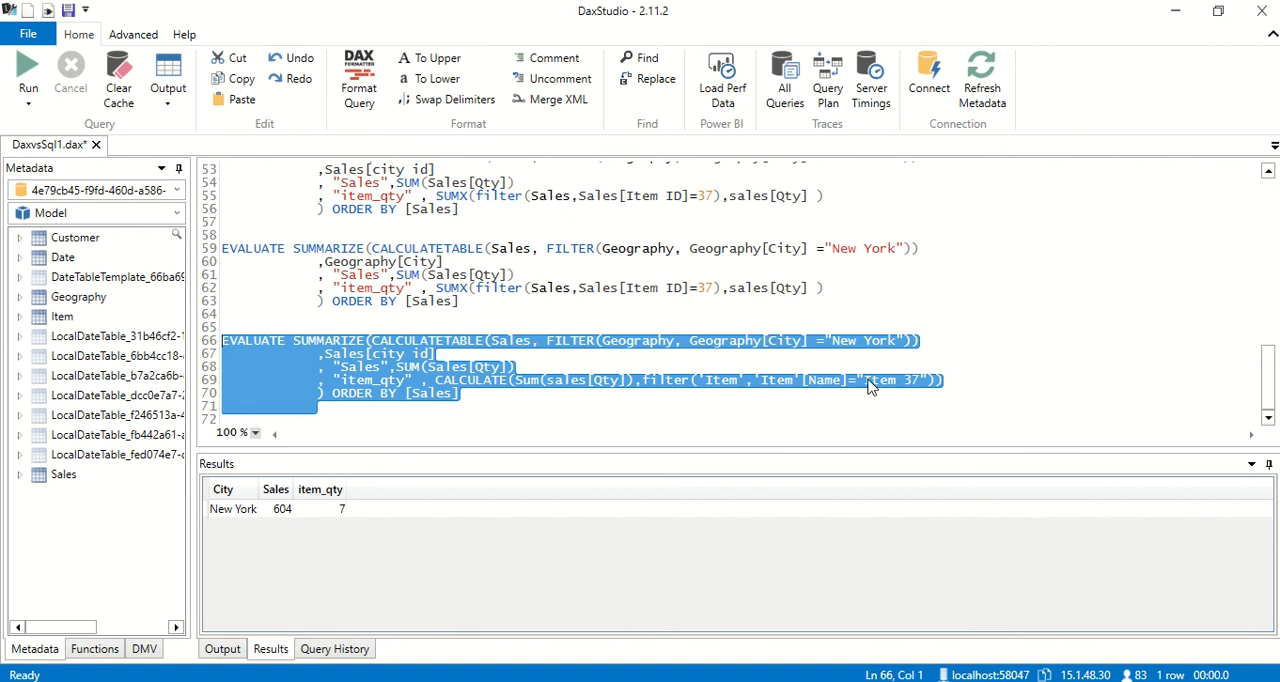 DaxStudio - 2.11.2
File Home Advanced Help
Run
Cancel
Clear Cache
Output
Query
Cut
Copy
Paste
Undo
Redo
Edit
DAX FORMATTER
Format Query
To Upper
a To Lower
Swap Delimiters
Comment
Uncomment
Merge XML
Format
Find
Replace
Find
Load Perf Data
Power BI
All Queries
Query Plan
Server Timings
Traces
Connect
Refresh Metadata
Connection
DaxvsSql1.dax*
Metadata
4e79cb45-f9fd-460d-a586-
Model
Customer
Date
DateTableTemplate_66ba69
Geography
Item
LocalDateTable_31b46cf2-1
LocalDateTable_6bb4cc18-
LocalDateTable_b7a2ca6b-
LocalDateTable_dcc0e7a7-
LocalDateTable_f246513a-4
LocalDateTable_fb442a61-a
LocalDateTable_fed074e7-c
Sales
Metadata Functions DMV
53 ,Sales[city id]
54 , "Sales",SUM(Sales[Qty])
55 , "item_qty" , SUMX(filter(Sales,Sales[Item ID]=37),sales[Qty] )
56 ) ORDER BY [Sales]
57
58
59 EVALUATE SUMMARIZE(CALCULATETABLE(Sales, FILTER(Geography, Geography[City] ="New York"))
60 ,Geography[City]
61 , "Sales",SUM(Sales[Qty])
62 , "item_qty" , SUMX(filter(Sales,Sales[Item ID]=37),sales[Qty] )
63 ) ORDER BY [Sales]
64
65
66 EVALUATE SUMMARIZE(CALCULATETABLE(Sales, FILTER(Geography, Geography[City] ="New York"))
67 ,Sales[city id]
68 , "Sales",SUM(Sales[Qty])
69 , "item_qty" , CALCULATE(Sum(sales[Qty]),filter('Item','Item'[Name]="Item 37"))
70 ) ORDER BY [Sales]
71
72
100 %
Results
City Sales item_qty
New York 604 7
Output Results Query History
Ready
Ln 66, Col 1 localhost:58047 15.1.48.30 83 1 row 00:00.0